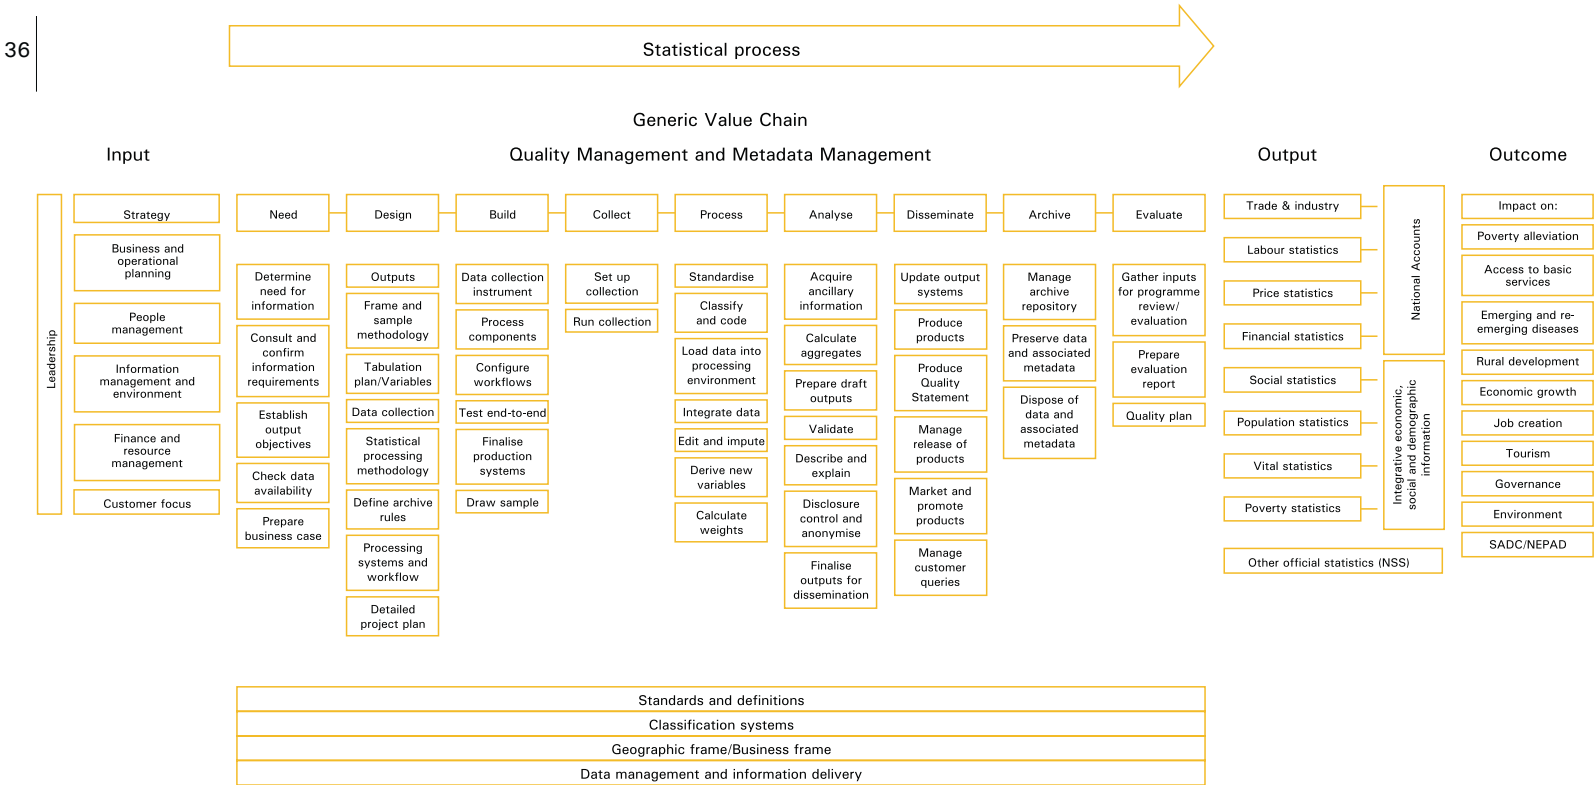 36
Statistical process
Generic Value Chain
Input
Quality Management and Metadata Management
Output
Outcome
Leadership
Strategy
Business and
operational
planning
People
management
Information
management and
environment
Finance and
resource
management
Customer focus
Need
Determine
need for
information
Consult and
confirm
information
requirements
Establish
output
objectives
Check data
availability
Prepare
business case
Design
Outputs
Frame and
sample
methodology
Tabulation
plan/Variables
Data collection
Statistical
processing
methodology
Define archive
rules
Processing
systems and
workflow
Detailed
project plan
Build
Data collection
instrument
Process
components
Configure
workflows
Test end-to-end
Finalise
production
systems
Draw sample
Collect
Set up
collection
Run collection
Process
Standardise
Classify
and code
Load data into
processing
environment
Integrate data
Edit and impute
Derive new
variables
Calculate
weights
Analyse
Acquire
ancillary
information
Calculate
aggregates
Prepare draft
outputs
Validate
Describe and
explain
Disclosure
control and
anonymise
Finalise
outputs for
dissemination
Disseminate
Update output
systems
Produce
products
Produce
Quality
Statement
Manage
release of
products
Market and
promote
products
Manage
customer
queries
Archive
Manage
archive
repository
Preserve data
and associated
metadata
Dispose of
data and
associated
metadata
Evaluate
Gather inputs
for programme
review/
evaluation
Prepare
evaluation
report
Quality plan
Trade & industry
Labour statistics
Price statistics
Financial statistics
Social statistics
Population statistics
Vital statistics
Poverty statistics
Other official statistics (NSS)
National Accounts
Integrative economic,
social and demographic
information
Impact on:
Poverty alleviation
Access to basic
services
Emerging and re-
emerging diseases
Rural development
Economic growth
Job creation
Tourism
Governance
Environment
SADC/NEPAD
Standards and definitions
Classification systems
Geographic frame/Business frame
Data management and information delivery